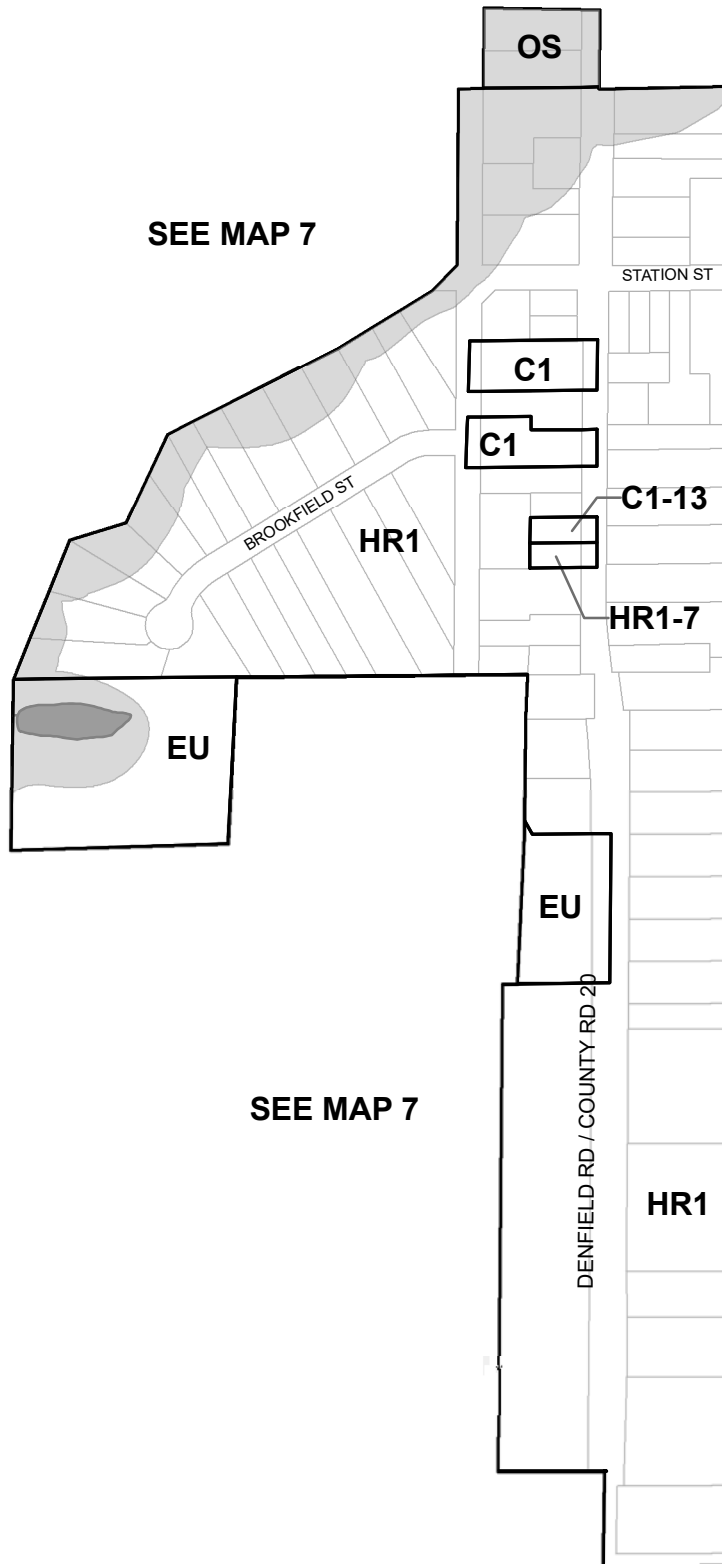 OS
SEE MAP 7
STATION ST
C1
C1
C1-13
BROOKFIELD ST
HR1
HR1-7
EU
EU
DENFIELD RD / COUNTY RD 20
SEE MAP 7
HR1